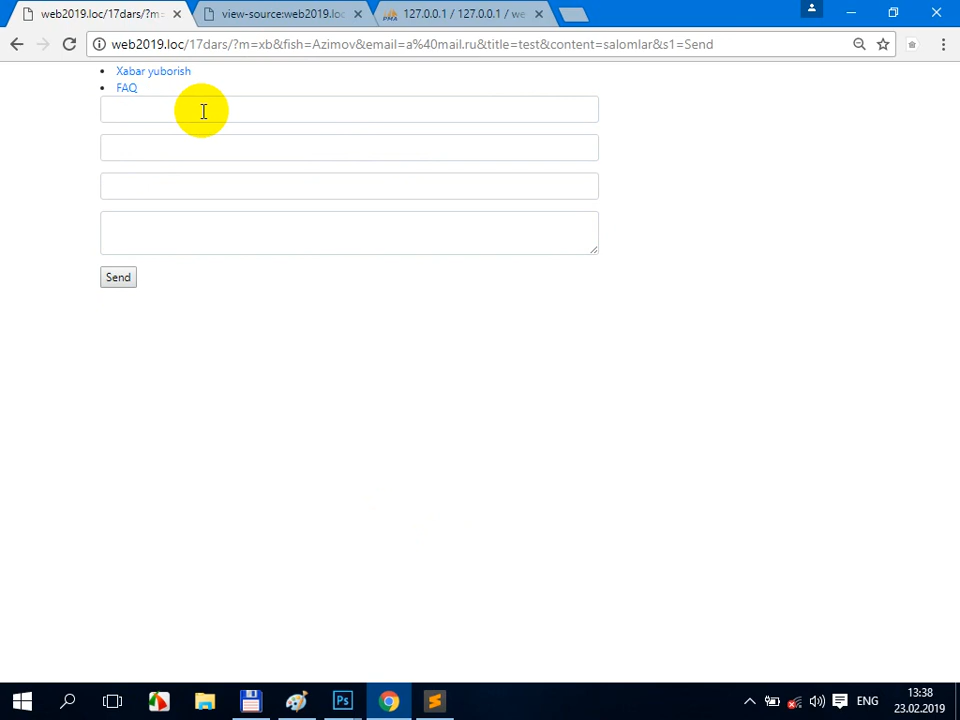 web2019.loc/17dars/?m=
view-source:web2019.loc
127.0.0.1 / 127.0.0.1 / we
web2019.loc/17dars/?m=xb&fish=Azimov&email=a%40mail.ru&title=test&content=salomlar&s1=Send
Xabar yuborish
FAQ
Send
Ps
ENG
13:38
23.02.2019